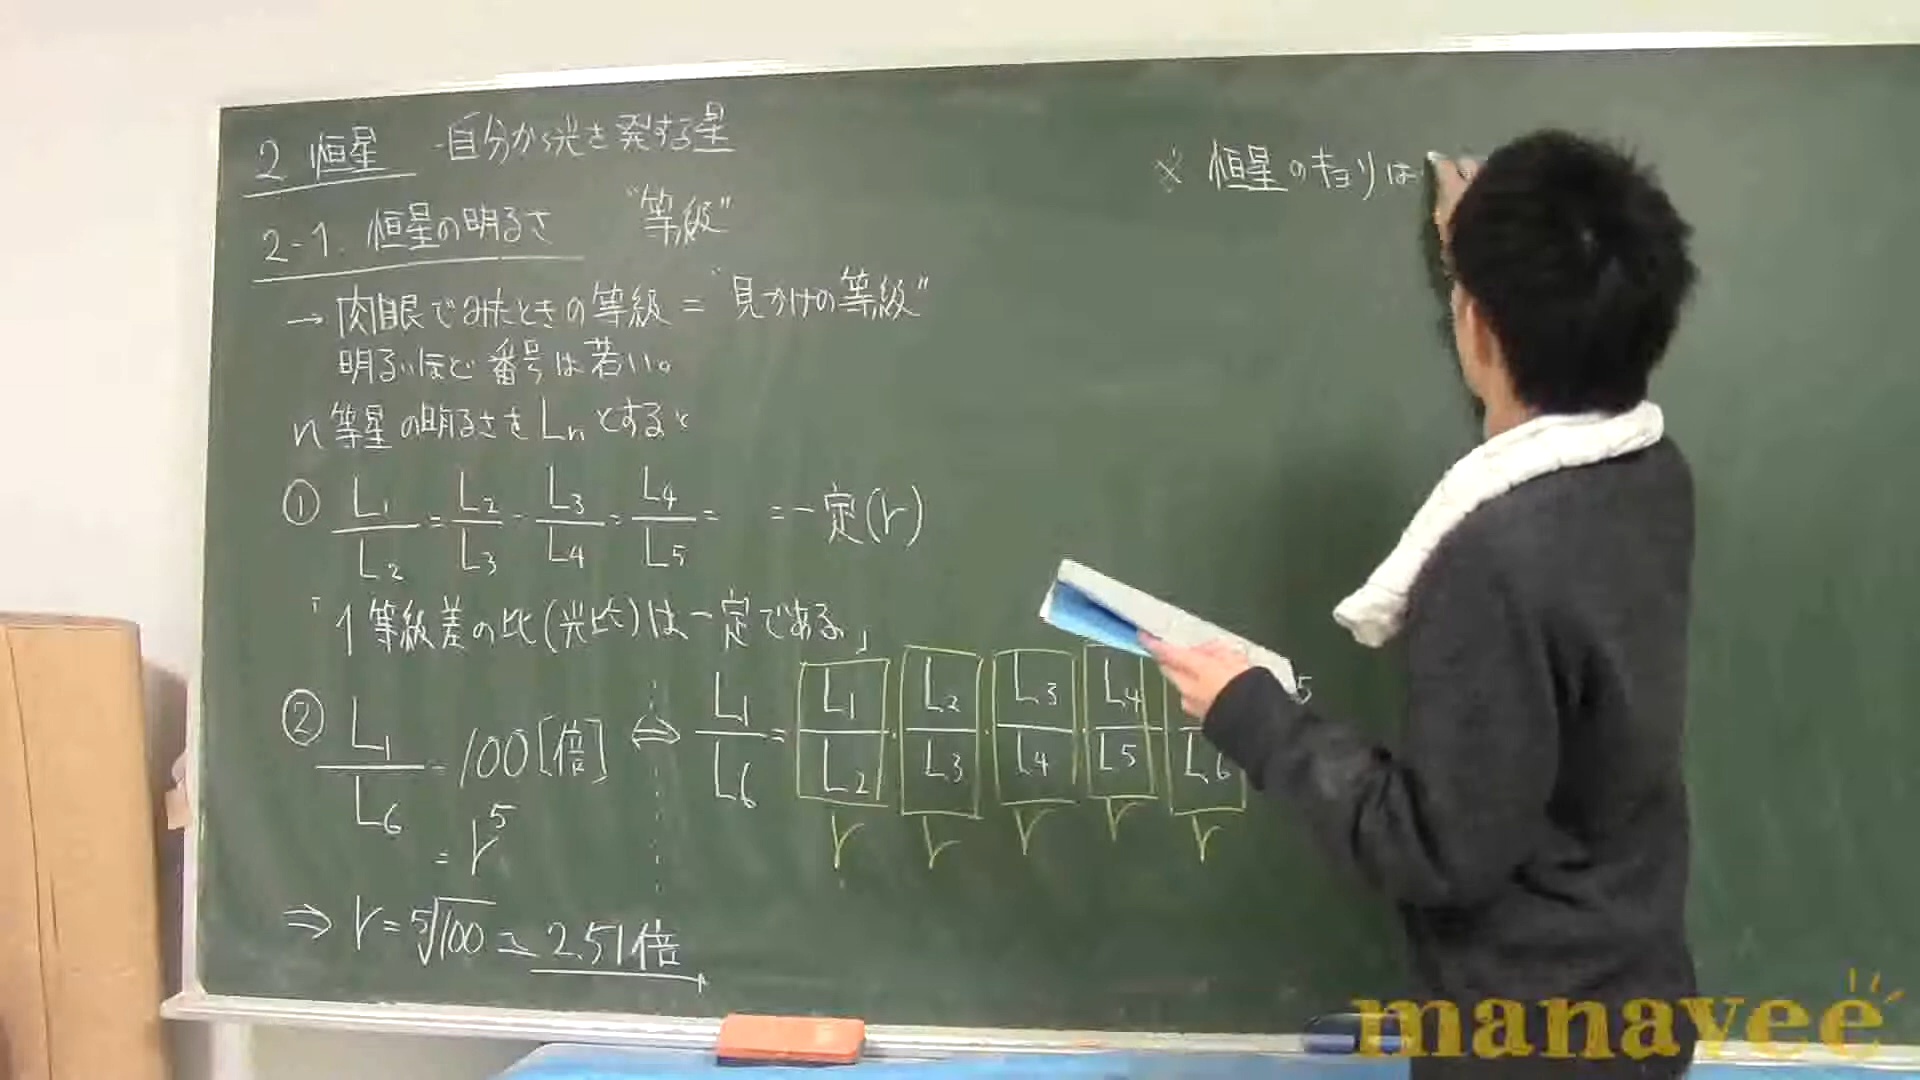 2 恒星 - 自分から光を発する星
2-1. 恒星の明るさ "等級"
→ 肉眼でみたときの等級 = "見かけの等級"
明るいほど番号は若い。
n等星の明るさを Ln とすると
① L1/L2 = L2/L3 = L3/L4 = L4/L5 = = 一定(r)
「1等級差の比(光比)は一定である。」
② L1/L6 = 100[倍] ⇔ L1/L6 = L1/L2 · L2/L3 · L3/L4 · L4/L5 · 5/L6
= r^5
r r r r r
⇒ r = ⁵√100 ≒ 2.51倍
※ 恒星のキョリは
manavee